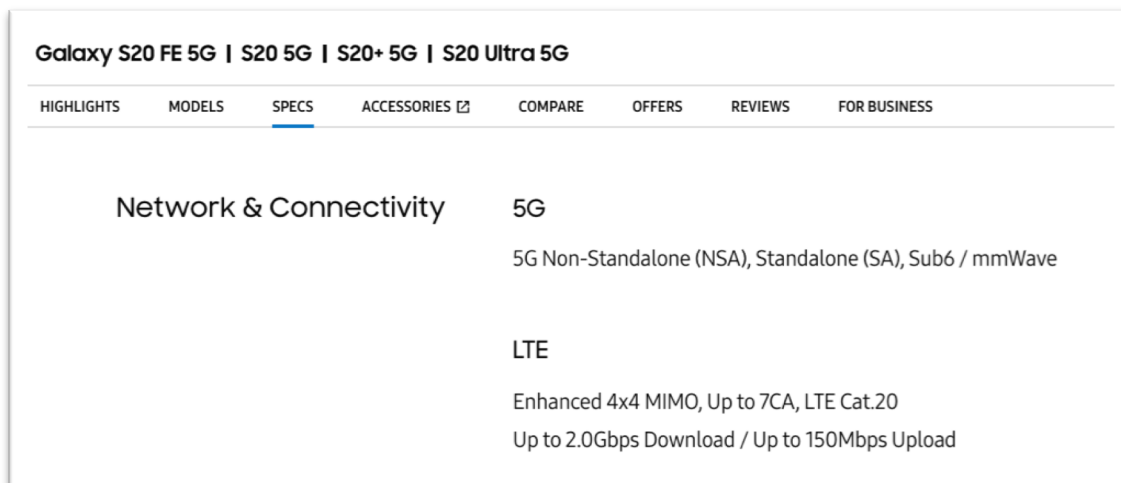 Galaxy S20 FE 5G | S20 5G | S20+ 5G | S20 Ultra 5G
HIGHLIGHTS MODELS SPECS ACCESSORIES COMPARE OFFERS REVIEWS FOR BUSINESS
Network & Connectivity
5G
5G Non-Standalone (NSA), Standalone (SA), Sub6 / mmWave
LTE
Enhanced 4x4 MIMO, Up to 7CA, LTE Cat.20
Up to 2.0Gbps Download / Up to 150Mbps Upload